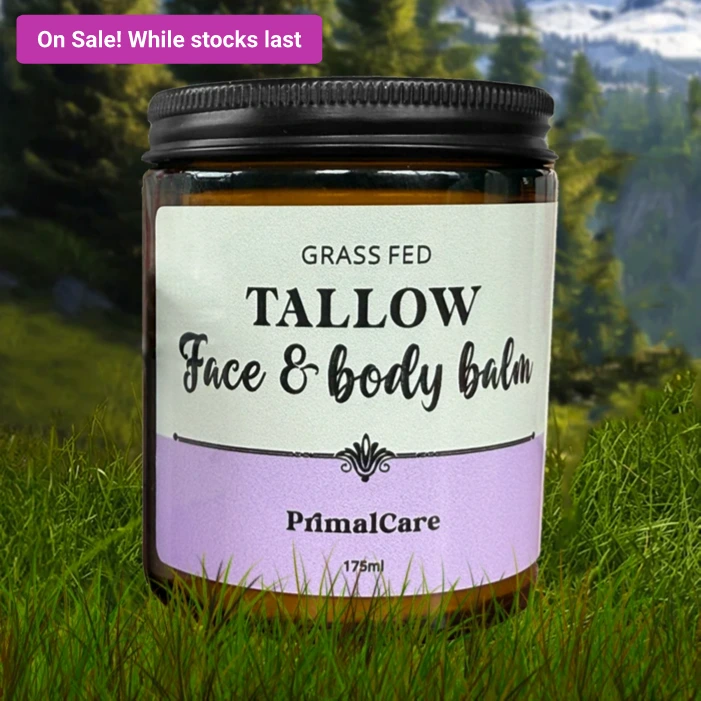 On Sale! While stocks last
GRASS FED
TALLOW
Face & body balm
PrimalCare
175ml